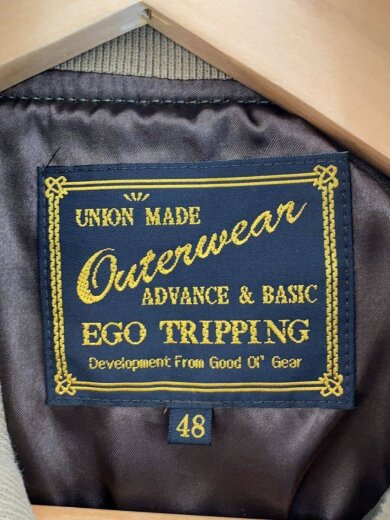 UNION MADE
Outerwear
ADVANCE & BASIC
EGO TRIPPING
Development From Good Ol' Gear
48